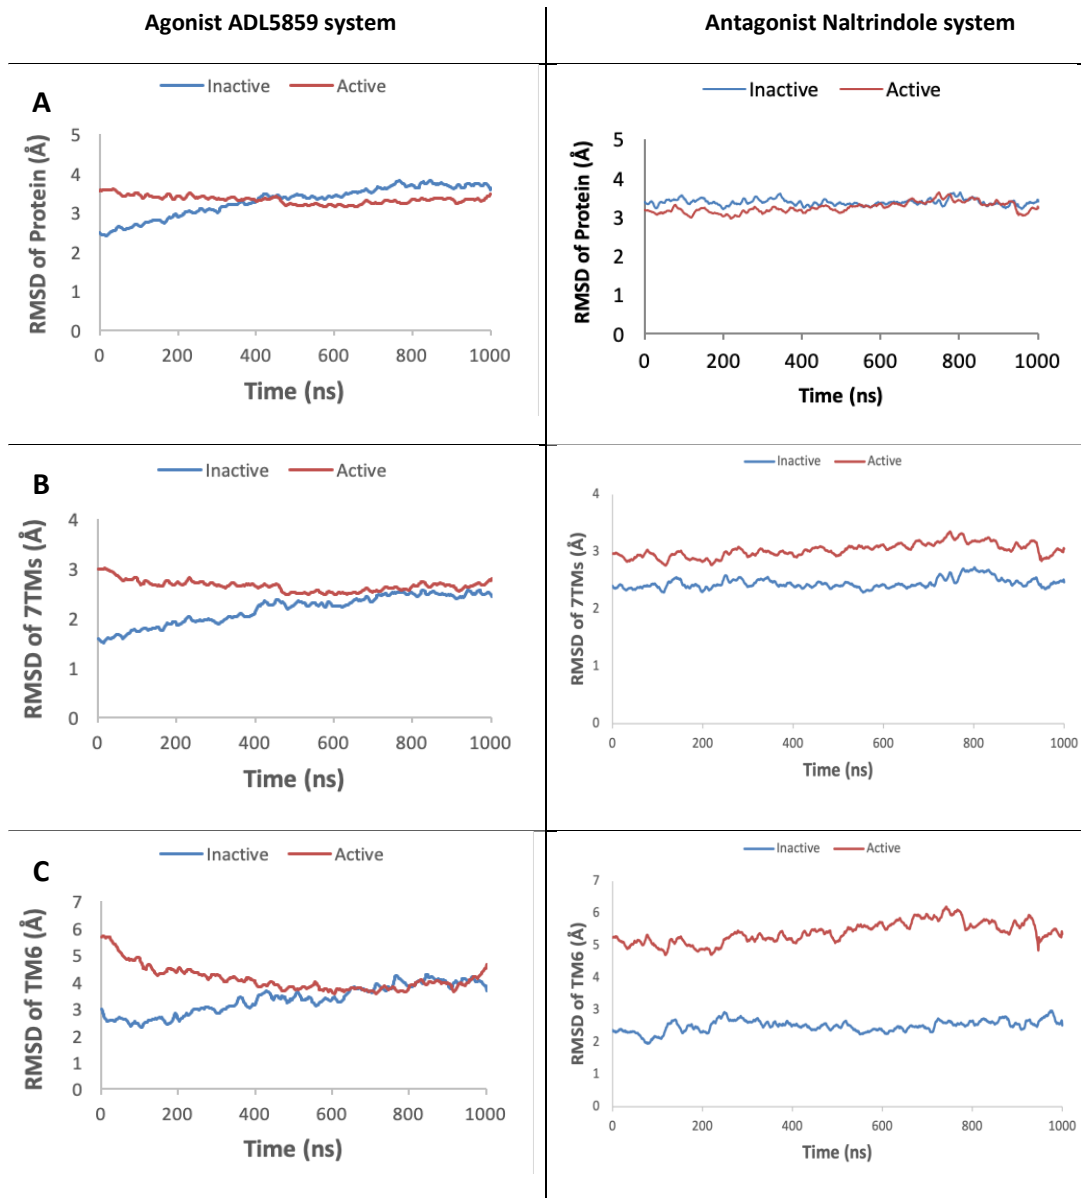 Agonist ADL5859 system
Antagonist Naltrindole system
A
Inactive Active
RMSD of Protein (Å)
5
4
3
2
1
0
0 200 400 600 800 1000
Time (ns)
Inactive Active
RMSD of Protein (Å)
5
4
3
2
1
0
0 200 400 600 800 1000
Time (ns)
B
Inactive Active
RMSD of 7TMs (Å)
4
3
2
1
0
0 200 400 600 800 1000
Time (ns)
Inactive Active
RMSD of 7TMs (Å)
4
3
2
1
0
0 200 400 600 800 1000
Time (ns)
C
Inactive Active
RMSD of TM6 (Å)
7
6
5
4
3
2
1
0
0 200 400 600 800 1000
Time (ns)
Inactive Active
RMSD of TM6 (Å)
7
6
5
4
3
2
1
0
0 200 400 600 800 1000
Time (ns)